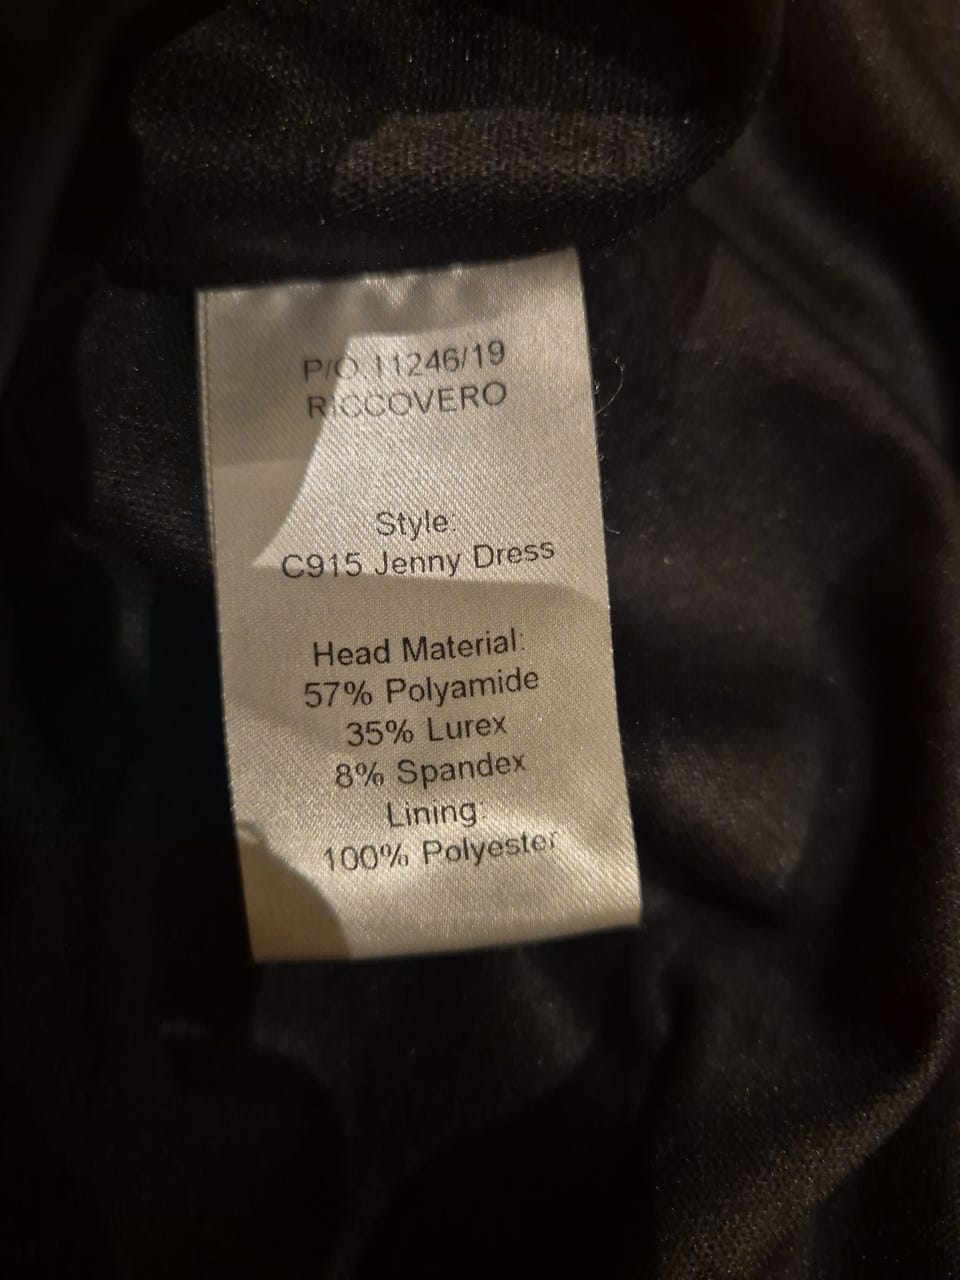 P/O 11246/19
RICCOVERO
Style:
C915 Jenny Dress
Head Material:
57% Polyamide
35% Lurex
8% Spandex
Lining:
100% Polyester